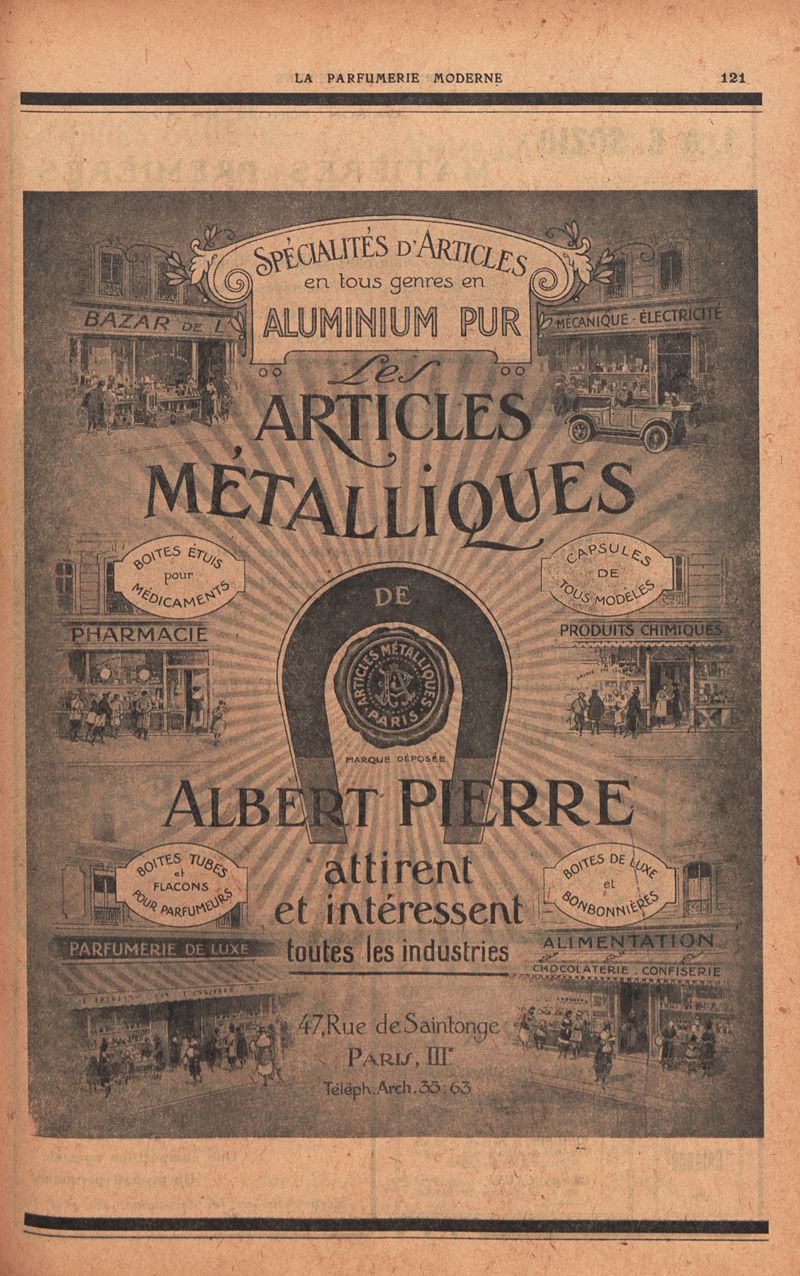 LA PARFUMERIE MODERNE
121
SPÉCIALITÉS D'ARTICLES
en tous genres en
ALUMINIUM PUR
BAZAR DE L'
MÉCANIQUE - ÉLECTRICITÉ
Les
ARTICLES
MÉTALLIQUES
BOITES ÉTUIS
pour
MÉDICAMENTS
CAPSULES
DE
TOUS MODÈLES
DE
PHARMACIE
PRODUITS CHIMIQUES
ARTICLES MÉTALLIQUES
AP
PARIS
MARQUE DÉPOSÉE
ALBERT PIERRE
BOITES TUBES
et
FLACONS
POUR PARFUMEURS
BOITES DE LUXE
et
BONBONNIÈRES
attirent
et intéressent
toutes les industries
PARFUMERIE DE LUXE
ALIMENTATION
CHOCOLATERIE . CONFISERIE
47, Rue de Saintonge
PARIS, IIIe
Téléph. Arch. 35:63